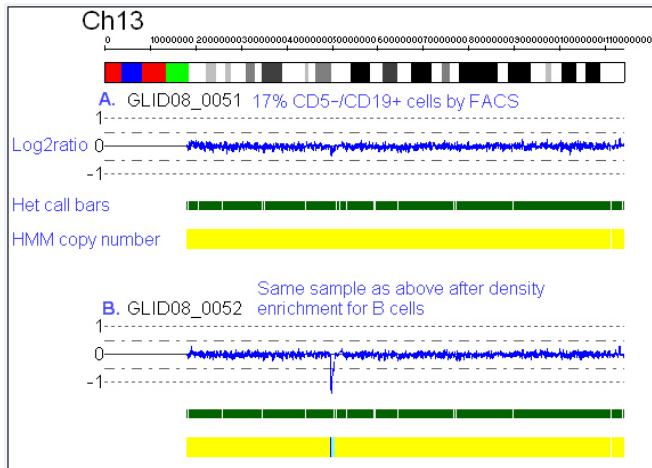 Ch13
0 10000000 20000000 30000000 40000000 50000000 60000000 70000000 80000000 90000000 100000000 110000000
A. GLID08_0051 17% CD5-/CD19+ cells by FACS
1
Log2ratio 0
-1
Het call bars
HMM copy number
B. GLID08_0052 Same sample as above after density
enrichment for B cells
1
0
-1